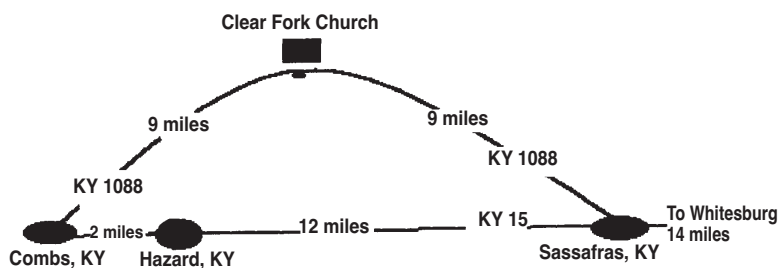 Clear Fork Church
9 miles
9 miles
KY 1088
KY 1088
2 miles
12 miles
KY 15
To Whitesburg
14 miles
Combs, KY
Hazard, KY
Sassafras, KY